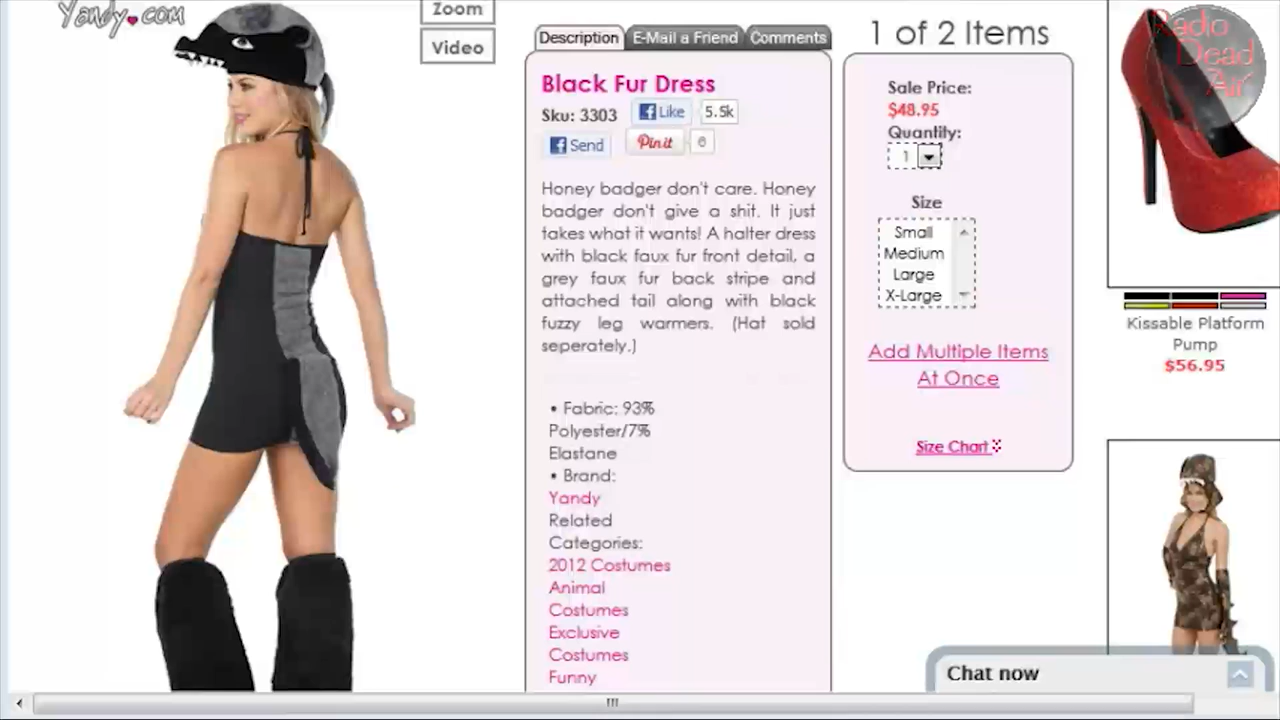 Yandy.com
Zoom
Video
Description
E-Mail a Friend
Comments
Black Fur Dress
Sku: 3303
Like
5.5k
Send
Pin it
Honey badger don't care. Honey
badger don't give a shit. It just
takes what it wants! A halter dress
with black faux fur front detail, a
grey faux fur back stripe and
attached tail along with black
fuzzy leg warmers. (Hat sold
seperately.)
• Fabric: 93%
Polyester/7%
Elastane
• Brand:
Yandy
Related
Categories:
2012 Costumes
Animal
Costumes
Exclusive
Costumes
Funny
1 of 2 Items
Sale Price:
$48.95
Quantity:
1
Size
Small
Medium
Large
X-Large
Add Multiple Items
At Once
Size Chart
Radio
Dead
Air
Kissable Platform
Pump
$56.95
Chat now